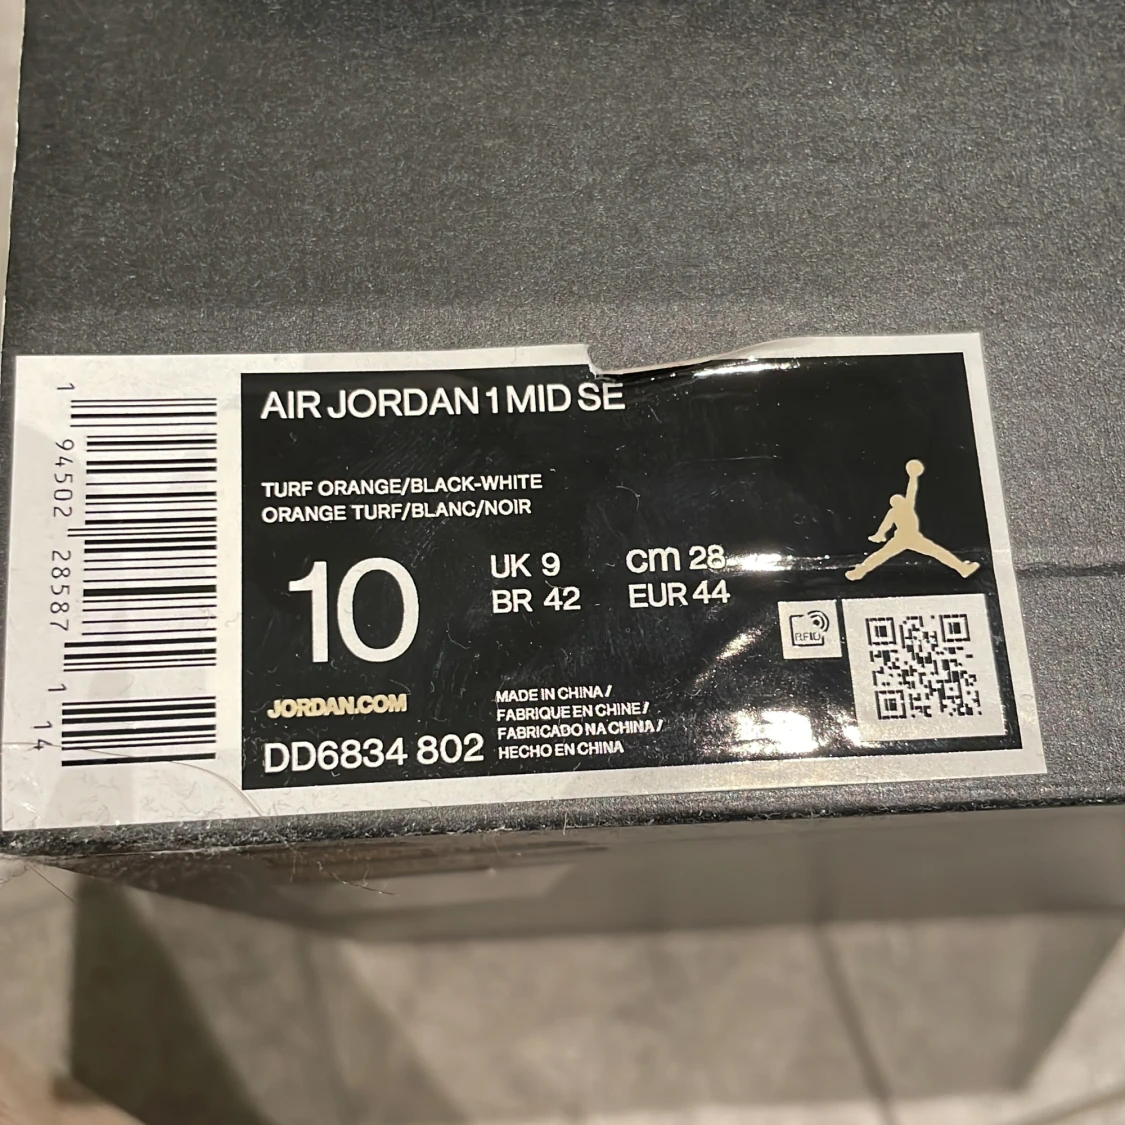 AIR JORDAN 1 MID SE
TURF ORANGE/BLACK-WHITE
ORANGE TURF/BLANC/NOIR
10
UK 9
BR 42
cm 28
EUR 44
RFID
JORDAN.COM
DD6834 802
MADE IN CHINA /
FABRIQUE EN CHINE /
FABRICADO NA CHINA /
HECHO EN CHINA
1 94502 28587 1 14